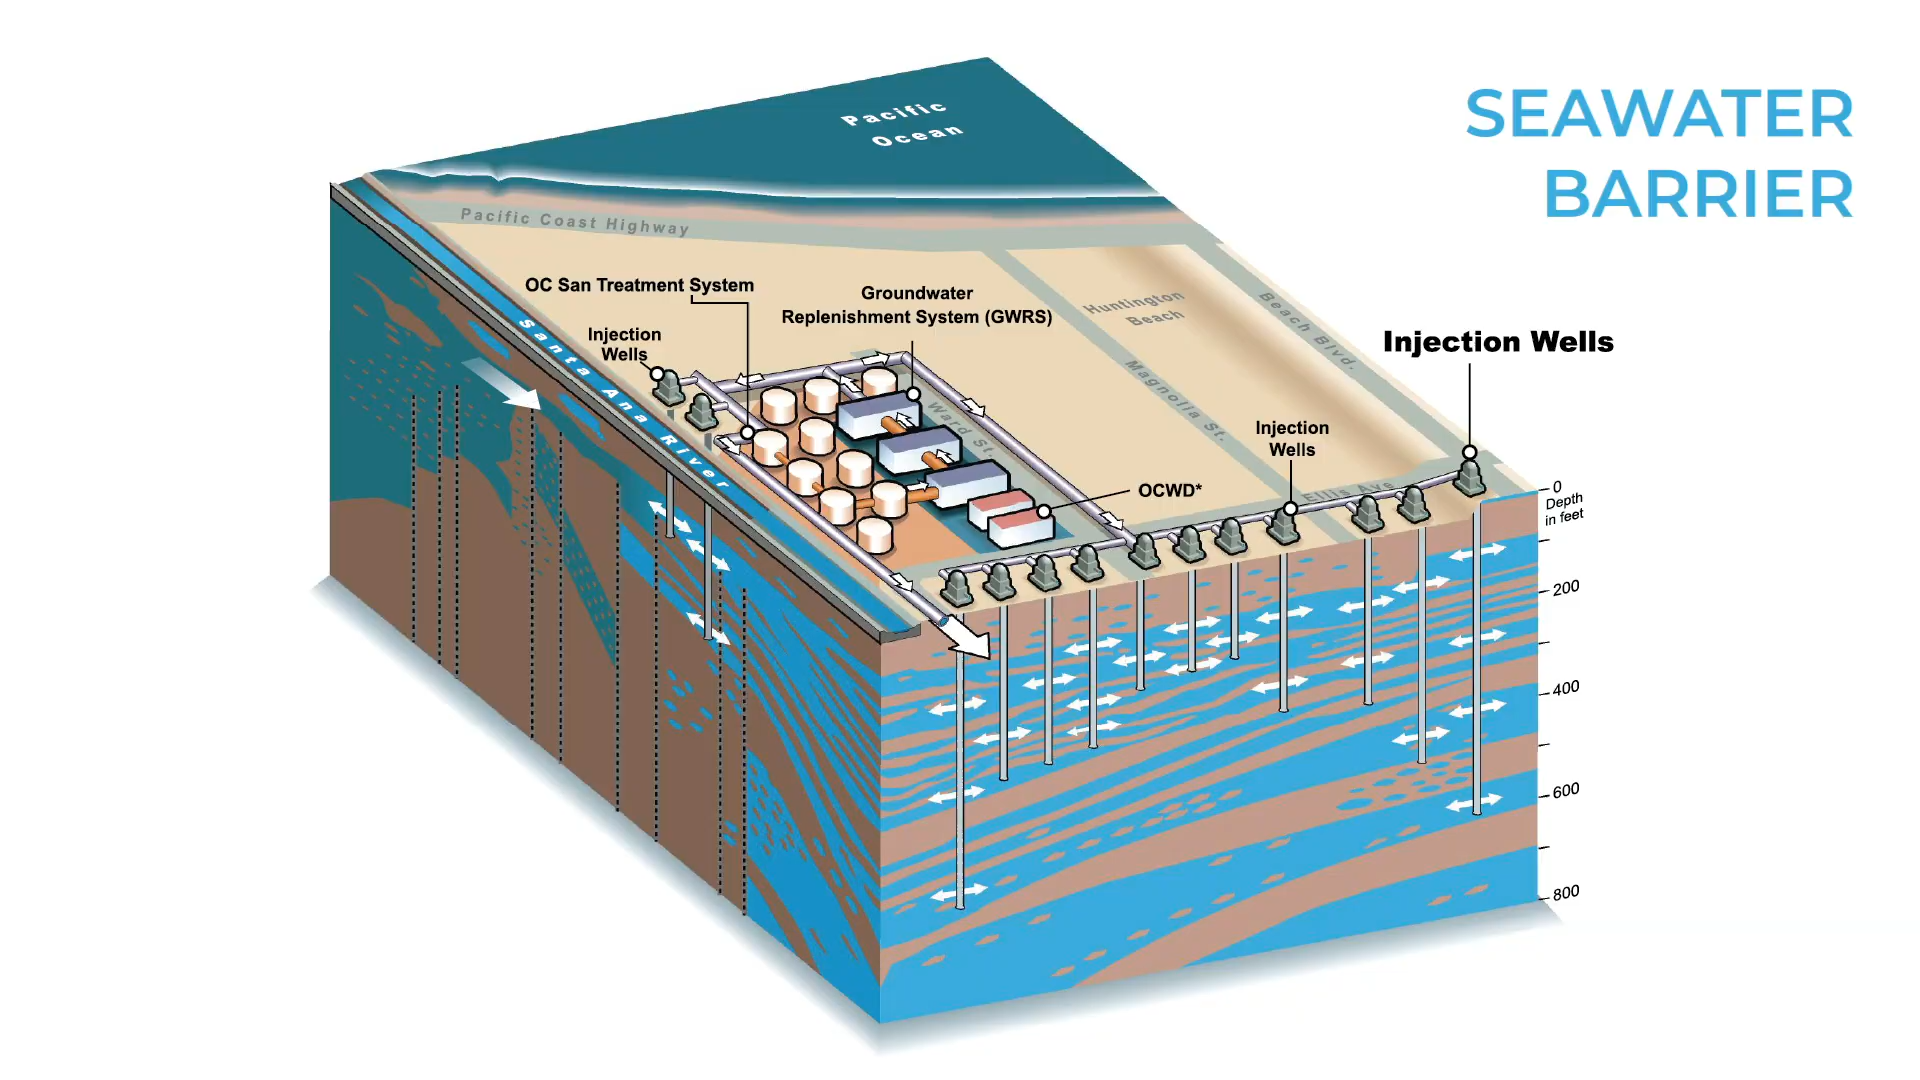 SEAWATER
BARRIER
Pacific
Ocean
Pacific Coast Highway
OC San Treatment System
Groundwater
Replenishment System (GWRS)
Injection
Wells
Huntington
Beach
Beach Blvd.
Injection Wells
Santa Ana River
Magnolia St.
Ward St.
Injection
Wells
OCWD*
Ellis Ave
0
Depth
in feet
200
400
600
800